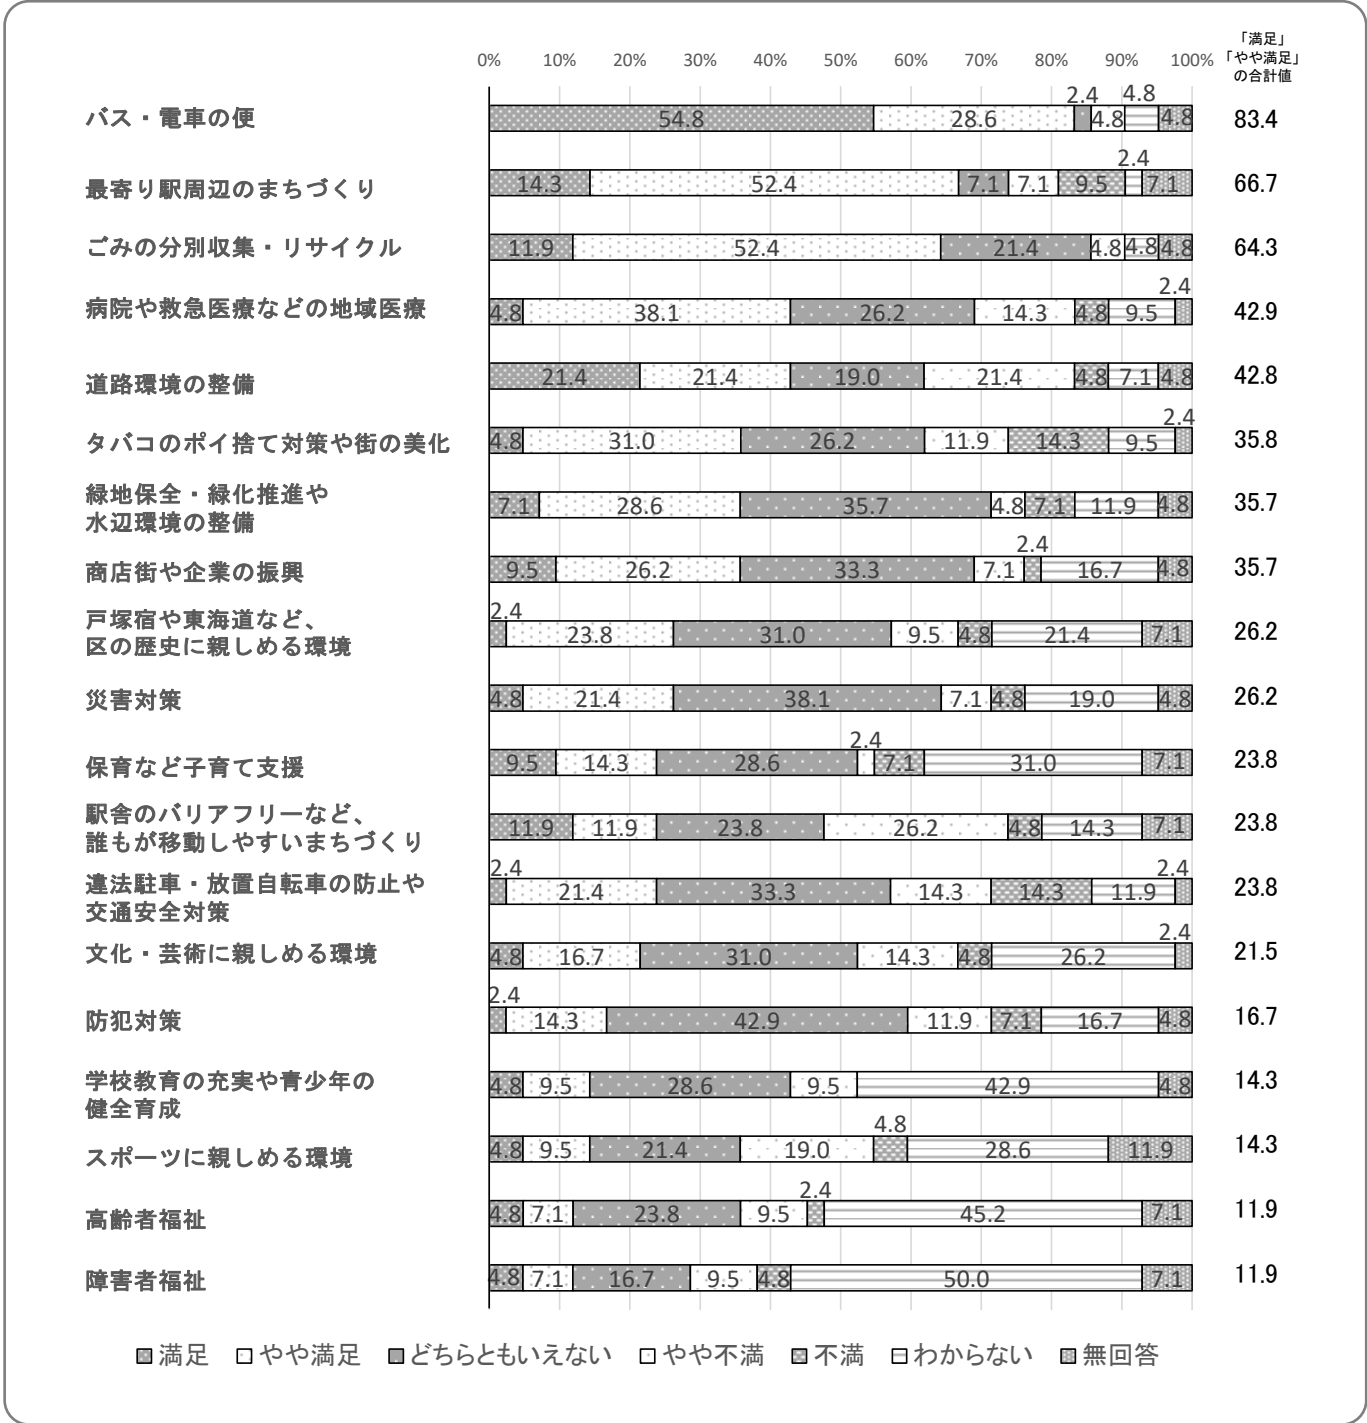 「満足」
「やや満足」
の合計値
0% 10% 20% 30% 40% 50% 60% 70% 80% 90% 100%
バス・電車の便 54.8 28.6 2.4 4.8 4.8 4.8 83.4
最寄り駅周辺のまちづくり 14.3 52.4 7.1 7.1 9.5 2.4 7.1 66.7
ごみの分別収集・リサイクル 11.9 52.4 21.4 4.8 4.8 4.8 64.3
病院や救急医療などの地域医療 4.8 38.1 26.2 14.3 4.8 9.5 2.4 42.9
道路環境の整備 21.4 21.4 19.0 21.4 4.8 7.1 4.8 42.8
タバコのポイ捨て対策や街の美化 4.8 31.0 26.2 11.9 14.3 9.5 2.4 35.8
緑地保全・緑化推進や
水辺環境の整備 7.1 28.6 35.7 4.8 7.1 11.9 4.8 35.7
商店街や企業の振興 9.5 26.2 33.3 7.1 2.4 16.7 4.8 35.7
戸塚宿や東海道など、
区の歴史に親しめる環境 2.4 23.8 31.0 9.5 4.8 21.4 7.1 26.2
災害対策 4.8 21.4 38.1 7.1 4.8 19.0 4.8 26.2
保育など子育て支援 9.5 14.3 28.6 2.4 7.1 31.0 7.1 23.8
駅舎のバリアフリーなど、
誰もが移動しやすいまちづくり 11.9 11.9 23.8 26.2 4.8 14.3 7.1 23.8
違法駐車・放置自転車の防止や
交通安全対策 2.4 21.4 33.3 14.3 14.3 11.9 2.4 23.8
文化・芸術に親しめる環境 4.8 16.7 31.0 14.3 4.8 26.2 2.4 21.5
防犯対策 2.4 14.3 42.9 11.9 7.1 16.7 4.8 16.7
学校教育の充実や青少年の
健全育成 4.8 9.5 28.6 9.5 42.9 4.8 14.3
スポーツに親しめる環境 4.8 9.5 21.4 19.0 4.8 28.6 11.9 14.3
高齢者福祉 4.8 7.1 23.8 9.5 2.4 45.2 7.1 11.9
障害者福祉 4.8 7.1 16.7 9.5 4.8 50.0 7.1 11.9
満足 やや満足 どちらともいえない やや不満 不満 わからない 無回答